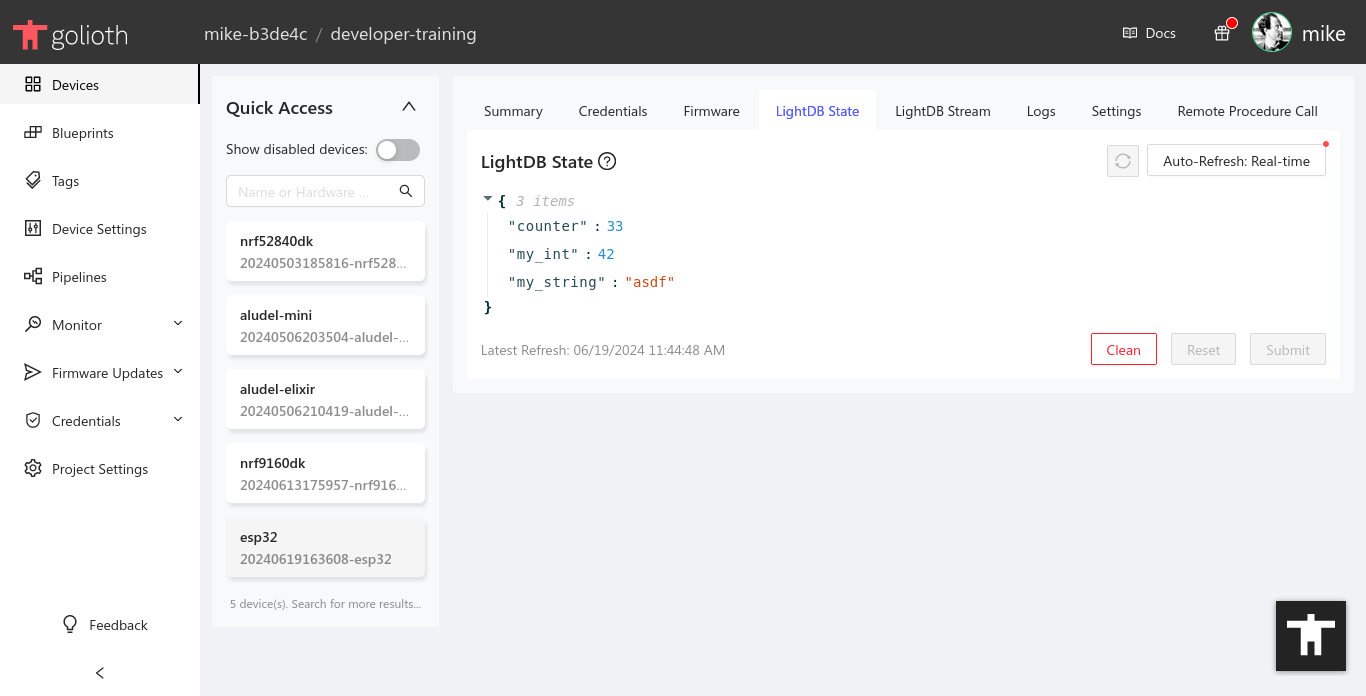 golioth
mike-b3de4c / developer-training
Docs
mike
Devices
Blueprints
Tags
Device Settings
Pipelines
Monitor
Firmware Updates
Credentials
Project Settings
Feedback
Quick Access
Show disabled devices:
Name or Hardware ...
nrf52840dk
20240503185816-nrf528...
aludel-mini
20240506203504-aludel-...
aludel-elixir
20240506210419-aludel-...
nrf9160dk
20240613175957-nrf916...
esp32
20240619163608-esp32
5 device(s). Search for more results...
Summary Credentials Firmware LightDB State LightDB Stream Logs Settings Remote Procedure Call
LightDB State ?
Auto-Refresh: Real-time
{ 3 items
"counter" : 33
"my_int" : 42
"my_string" : "asdf"
}
Latest Refresh: 06/19/2024 11:44:48 AM
Clean Reset Submit